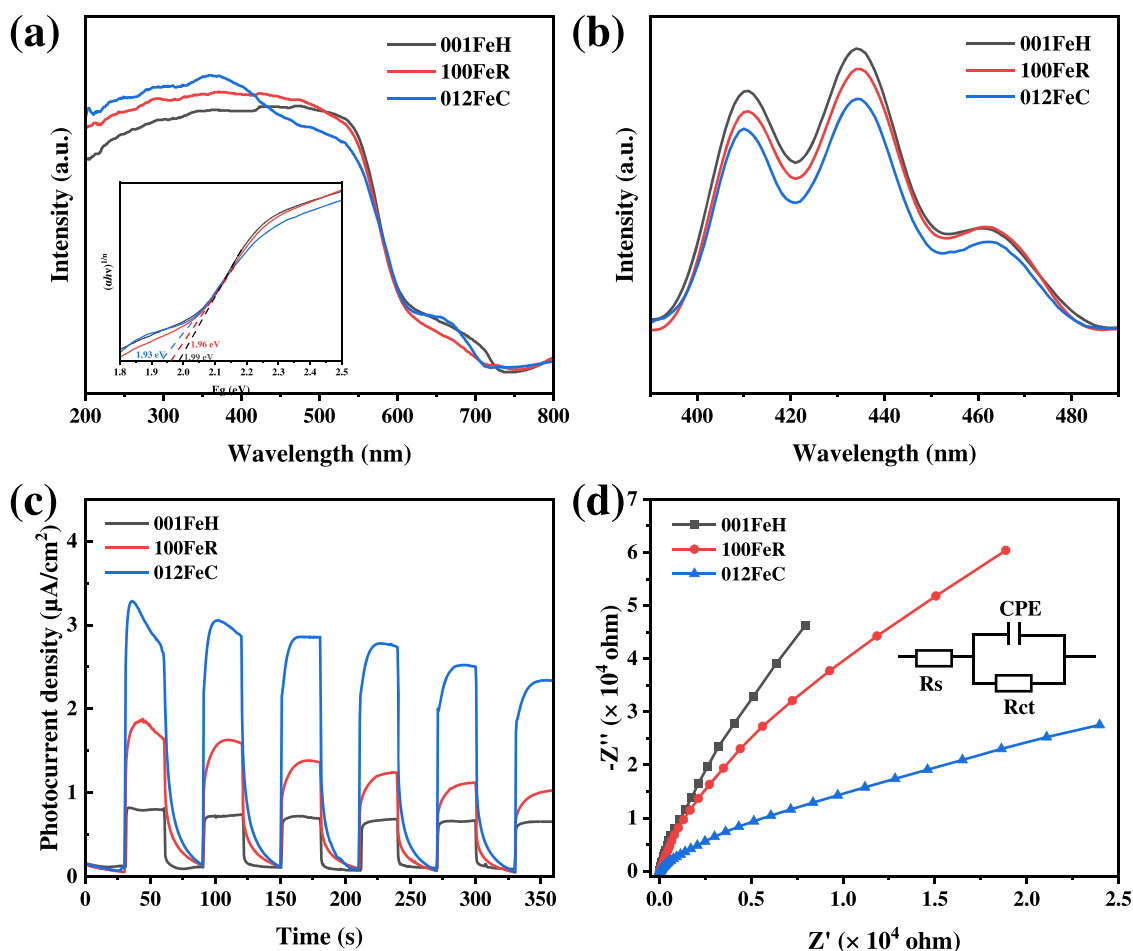 (a)
001FeH
100FeR
012FeC
Intensity (a.u.)
(αhv)1/n
1.93 eV
1.96 eV
1.99 eV
1.8 1.9 2.0 2.1 2.2 2.3 2.4 2.5
Eg (eV)
200 300 400 500 600 700 800
Wavelength (nm)
(b)
001FeH
100FeR
012FeC
Intensity (a.u.)
400 420 440 460 480
Wavelength (nm)
(c)
001FeH
100FeR
012FeC
Photocurrent density (μA/cm²)
4
3
2
1
0
0 50 100 150 200 250 300 350
Time (s)
(d)
001FeH
100FeR
012FeC
-Z'' (× 10⁴ ohm)
7
6
5
4
3
2
1
0
CPE
Rs
Rct
0.0 0.5 1.0 1.5 2.0 2.5
Z' (× 10⁴ ohm)